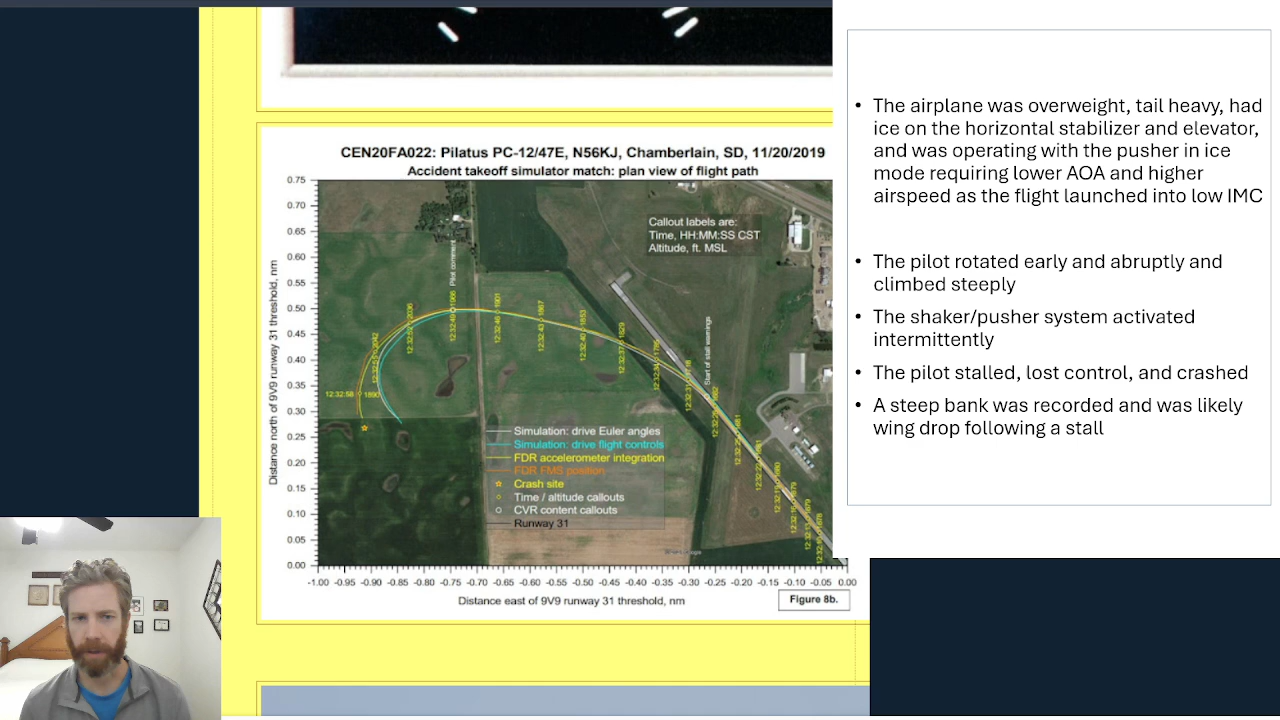 CEN20FA022: Pilatus PC-12/47E, N56KJ, Chamberlain, SD, 11/20/2019
Accident takeoff simulator match: plan view of flight path
Distance north of 9V9 runway 31 threshold, nm
0.75
0.70
0.65
0.60
0.55
0.50
0.45
0.40
0.35
0.30
0.25
0.20
0.15
0.10
0.05
0.00
Callout labels are:
Time, HH:MM:SS CST
Altitude, ft. MSL
Pilot comment
Start of stall warnings
12:32:58
1890
Simulation: drive Euler angles
Simulation: drive flight controls
FDR accelerometer integration
FDR FMS position
Crash site
Time / altitude callouts
CVR content callouts
Runway 31
-1.00 -0.95 -0.90 -0.85 -0.80 -0.75 -0.70 -0.65 -0.60 -0.55 -0.50 -0.45 -0.40 -0.35 -0.30 -0.25 -0.20 -0.15 -0.10 -0.05 0.00
Distance east of 9V9 runway 31 threshold, nm
Figure 8b.
• The airplane was overweight, tail heavy, had
ice on the horizontal stabilizer and elevator,
and was operating with the pusher in ice
mode requiring lower AOA and higher
airspeed as the flight launched into low IMC
• The pilot rotated early and abruptly and
climbed steeply
• The shaker/pusher system activated
intermittently
• The pilot stalled, lost control, and crashed
• A steep bank was recorded and was likely
wing drop following a stall